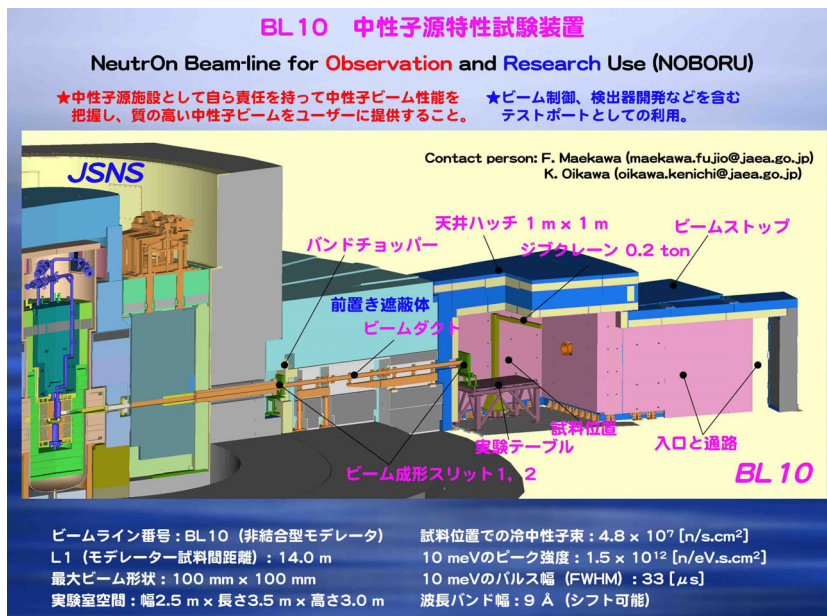 BL10 中性子源特性試験装置
NeutrOn Beam-line for Observation and Research Use (NOBORU)
★中性子源施設として自ら責任を持って中性子ビーム性能を
把握し、質の高い中性子ビームをユーザーに提供すること。
★ビーム制御、検出器開発などを含む
テストポートとしての利用。
JSNS
Contact person: F. Maekawa (maekawa.fujio@jaea.go.jp)
K. Oikawa (oikawa.kenichi@jaea.go.jp)
天井ハッチ 1 m x 1 m
ビームストップ
バンドチョッパー
ジブクレーン 0.2 ton
前置き遮蔽体
ビームダクト
試料位置
実験テーブル
入口と通路
ビーム成形スリット1, 2
BL10
ビームライン番号：BL10 (非結合型モデレータ)
L1 (モデレーター試料間距離)：14.0 m
最大ビーム形状：100 mm x 100 mm
実験室空間：幅2.5 m x 長さ3.5 m x 高さ3.0 m
試料位置での冷中性子束：4.8 x 10⁷ [n/s.cm²]
10 meVのピーク強度：1.5 x 10¹² [n/eV.s.cm²]
10 meVのパルス幅 (FWHM)：33 [μs]
波長バンド幅：9 Å (シフト可能)